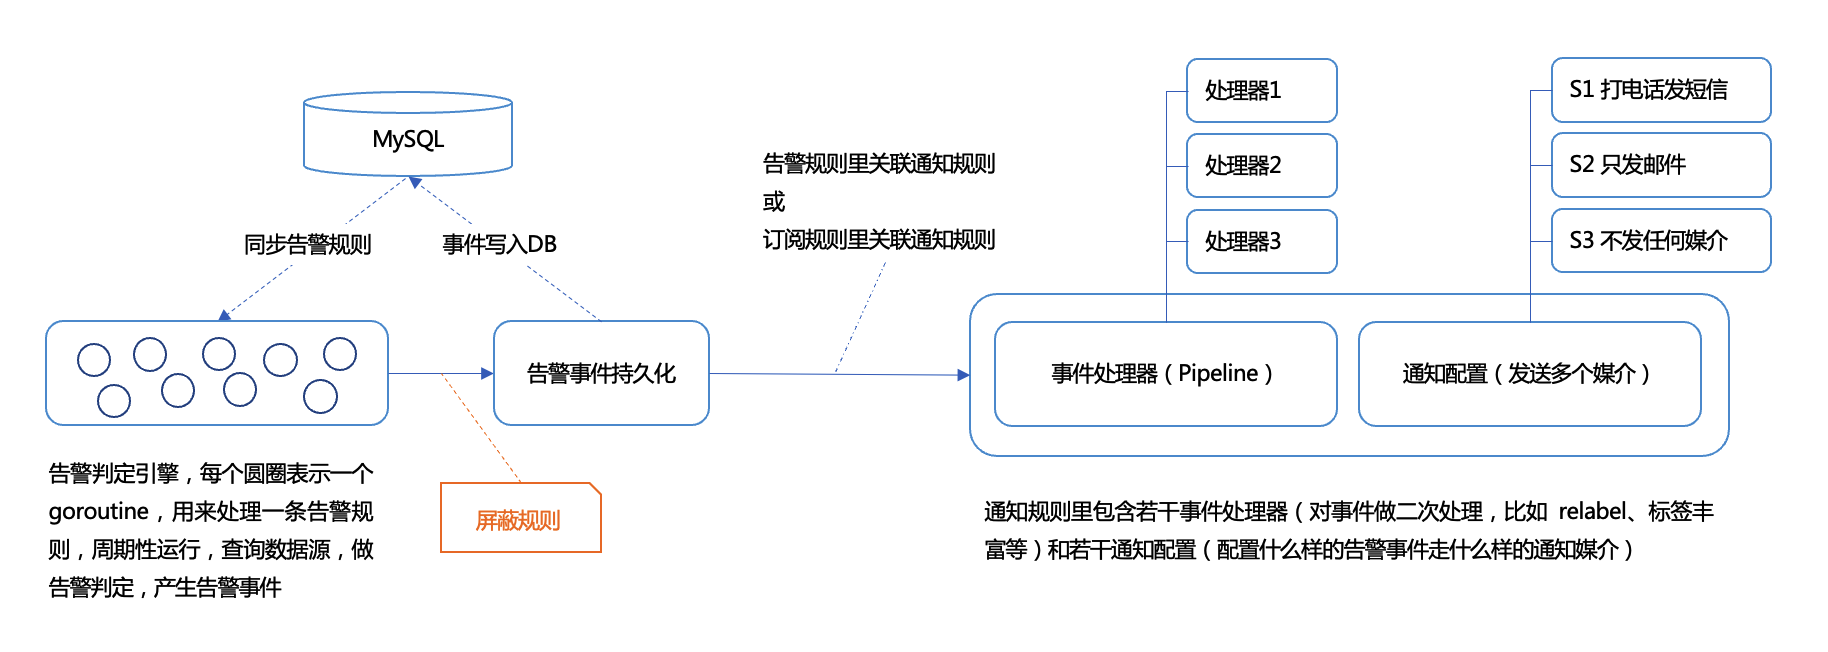 MySQL
同步告警规则
事件写入DB
告警规则里关联通知规则
或
订阅规则里关联通知规则
处理器1
处理器2
处理器3
S1 打电话发短信
S2 只发邮件
S3 不发任何媒介
告警事件持久化
事件处理器（Pipeline）
通知配置（发送多个媒介）
告警判定引擎，每个圆圈表示一个
goroutine，用来处理一条告警规
则，周期性运行，查询数据源，做
告警判定，产生告警事件
屏蔽规则
通知规则里包含若干事件处理器（对事件做二次处理，比如 relabel、标签丰
富等）和若干通知配置（配置什么样的告警事件走什么样的通知媒介）